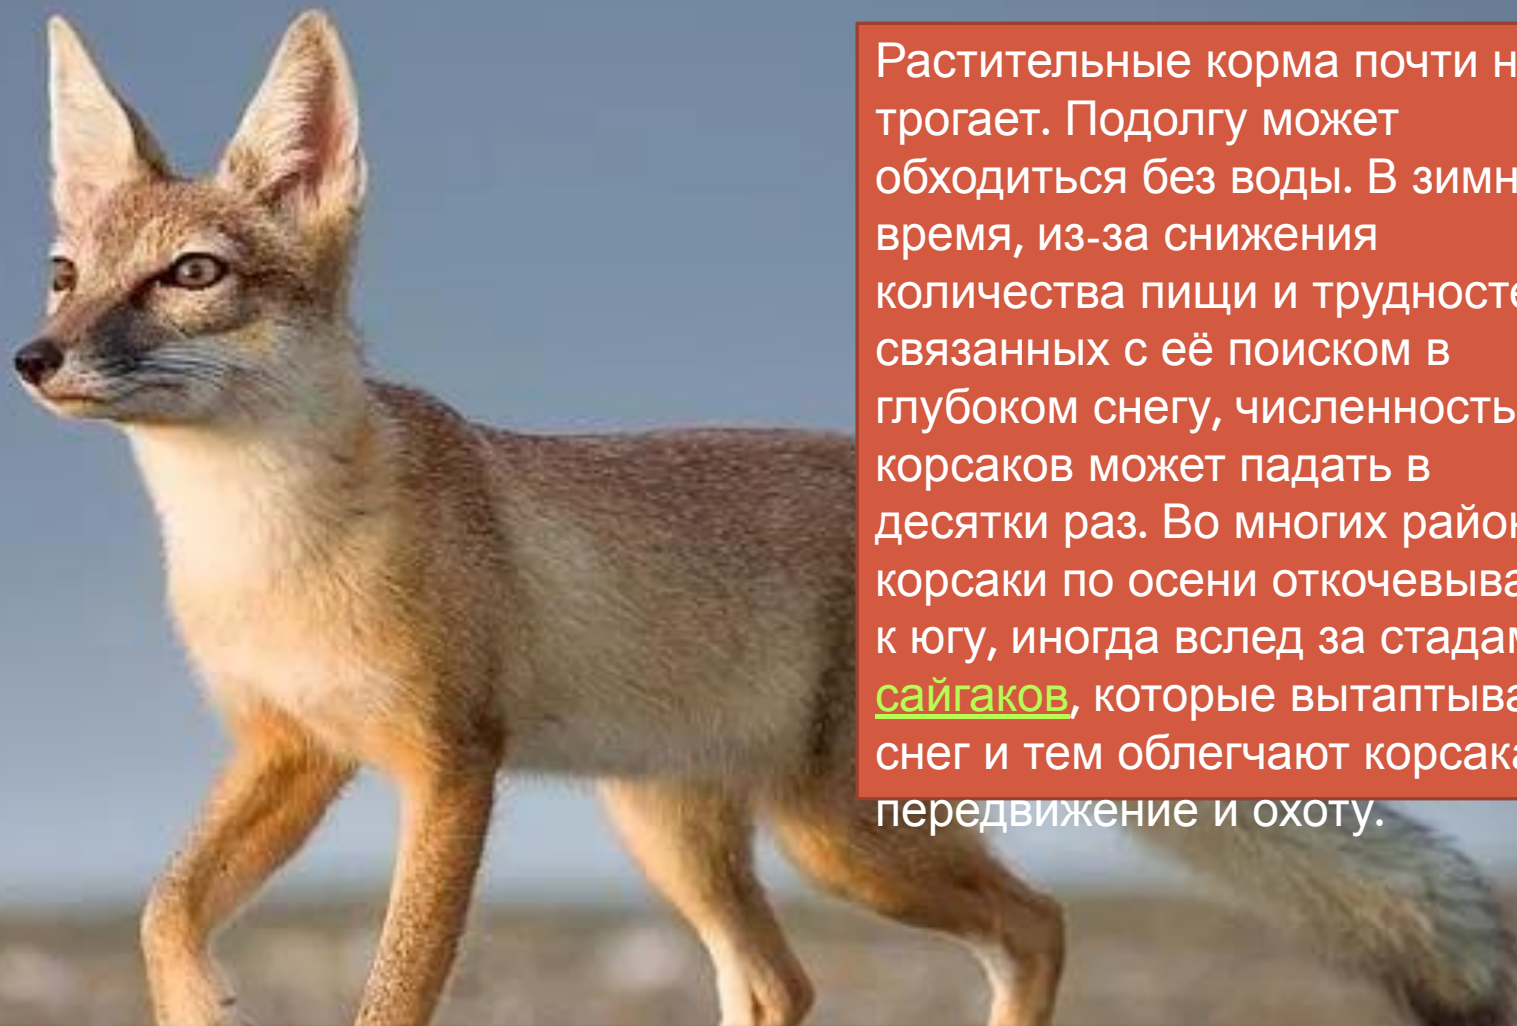 Растительные корма почти н
трогает. Подолгу может
обходиться без воды. В зимн
время, из-за снижения
количества пищи и трудносте
связанных с её поиском в
глубоком снегу, численность
корсаков может падать в
десятки раз. Во многих район
корсаки по осени откочевыва
к югу, иногда вслед за стадам
сайгаков, которые вытаптыва
снег и тем облегчают корсака
передвижение и охоту.